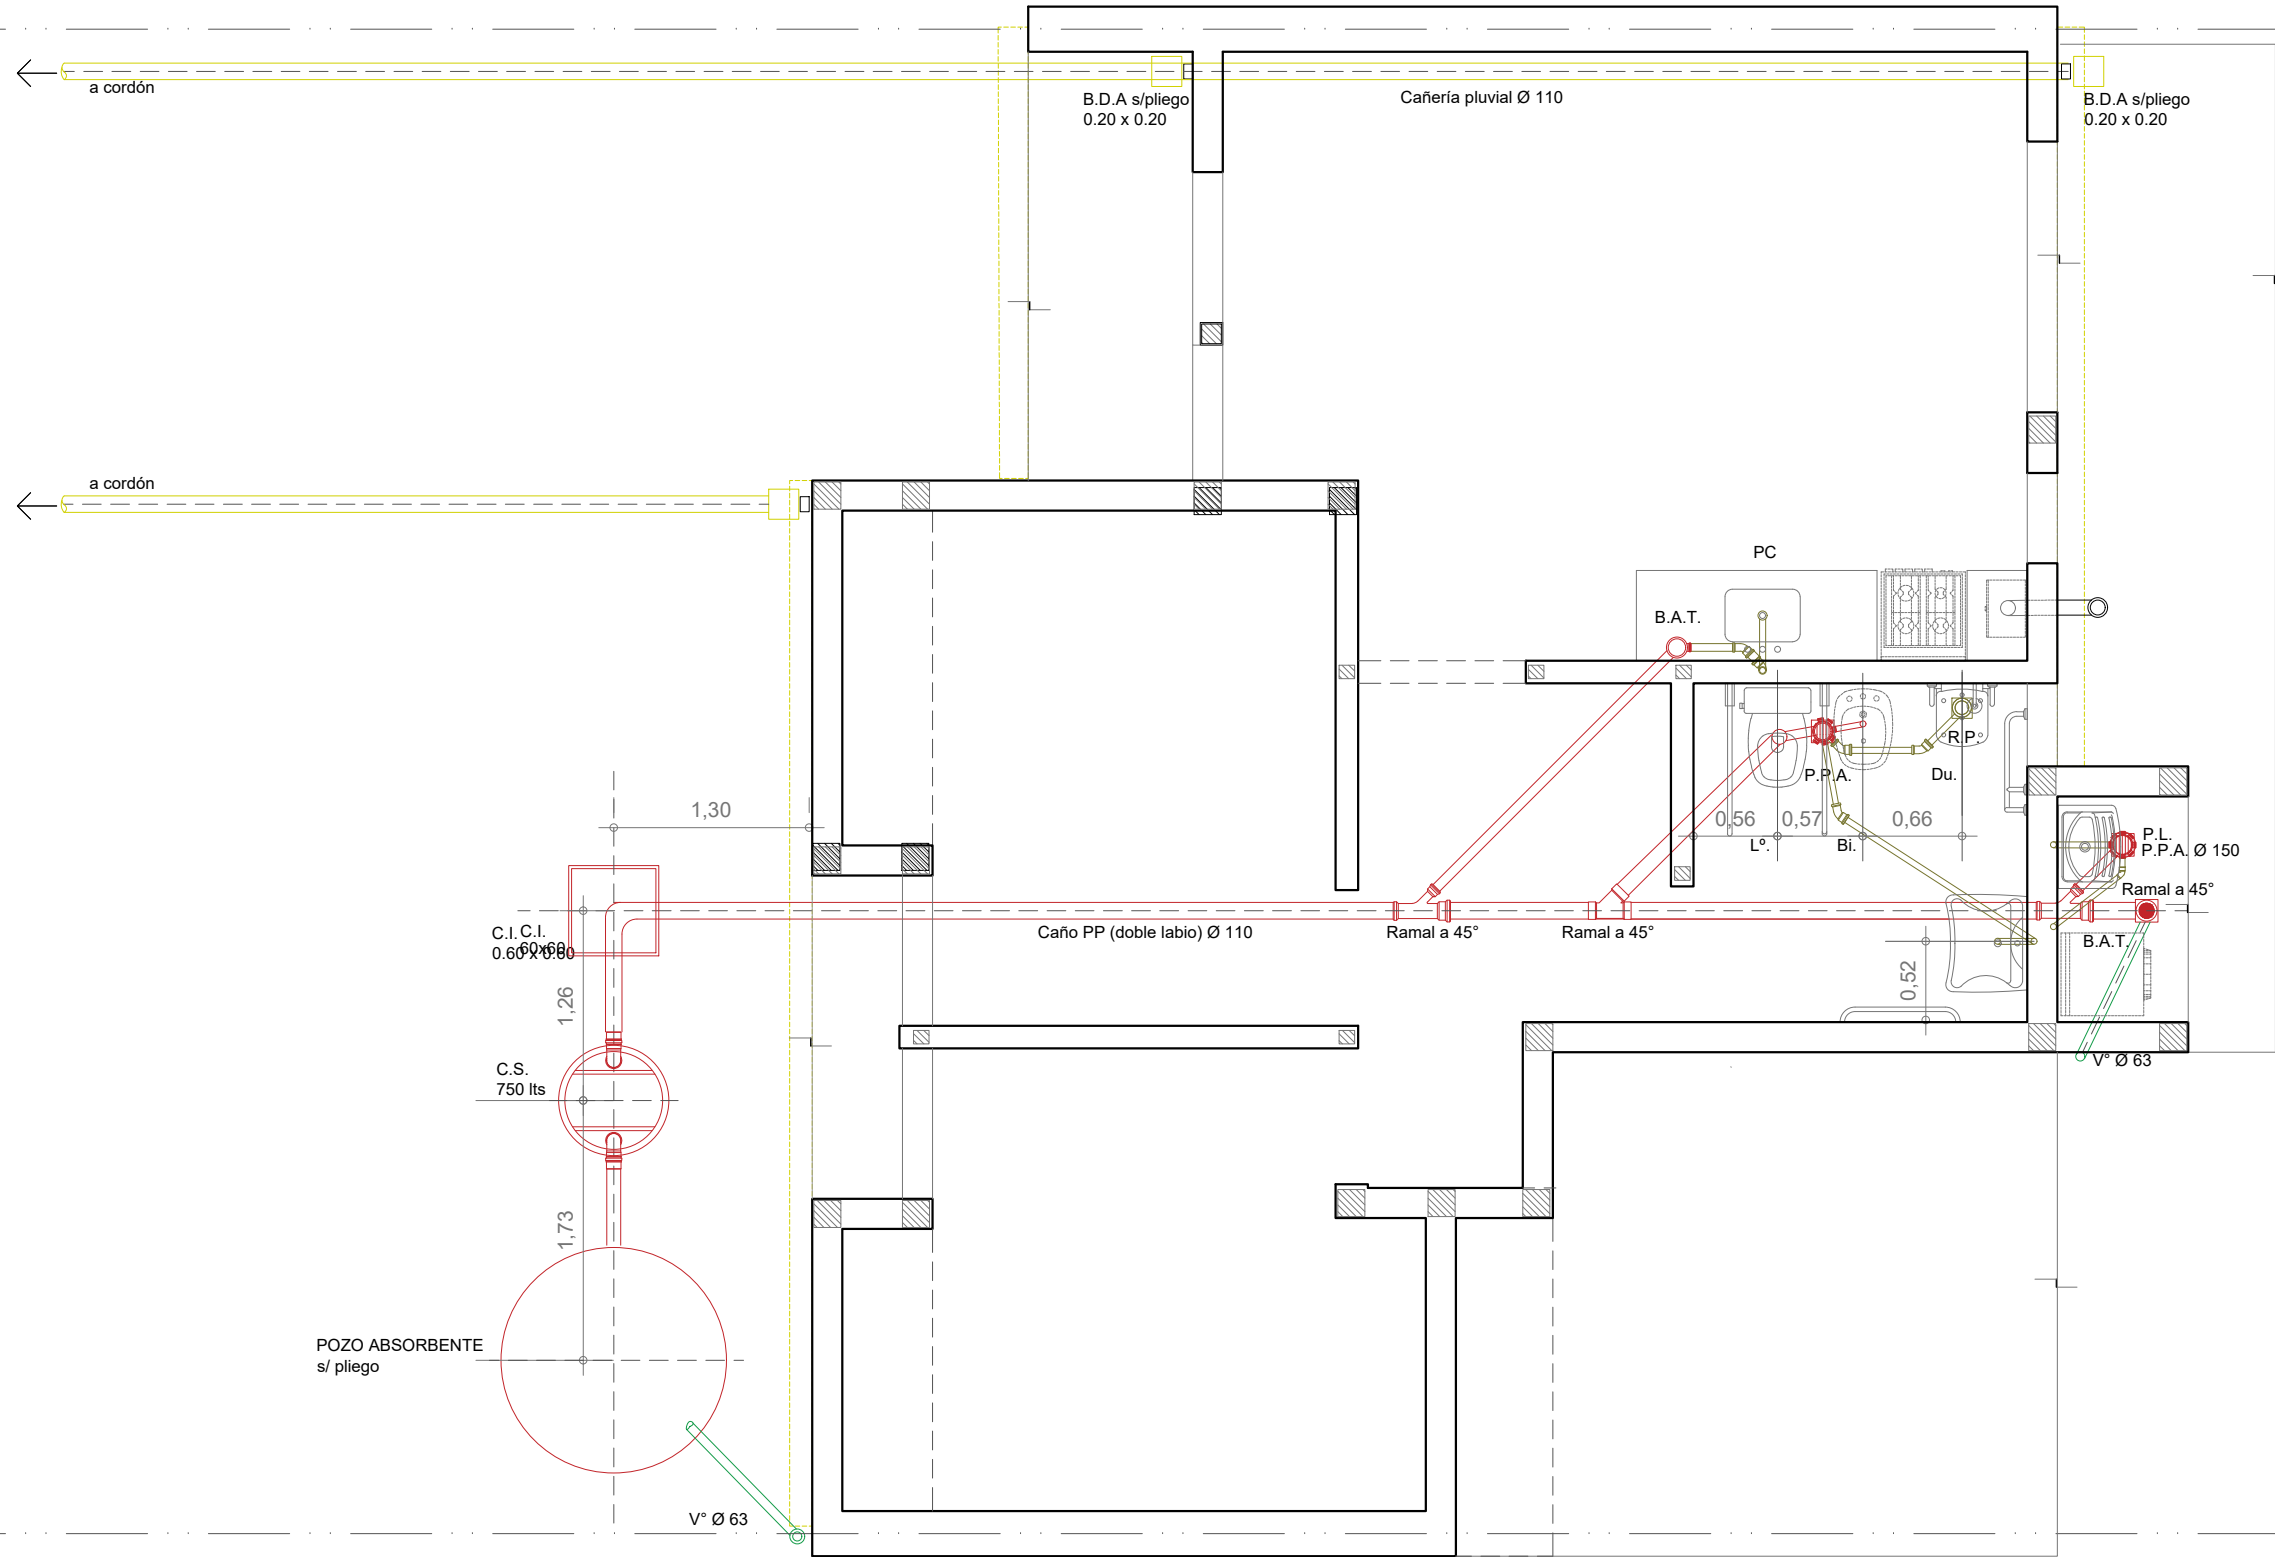 a cordón
B.D.A s/pliego
0.20 x 0.20
Cañería pluvial Ø 110
B.D.A s/pliego
0.20 x 0.20
a cordón
PC
B.A.T.
R.P.
P.P.A.
Du.
1,30
0,56
0,57
0,66
Lº.
Bi.
P.L.
P.P.A. Ø 150
Ramal a 45°
C.I.
0.60 x 0.60
C.I.
60x60
Caño PP (doble labio) Ø 110
Ramal a 45°
Ramal a 45°
B.A.T.
0,52
1,26
V° Ø 63
C.S.
750 lts
1,73
POZO ABSORBENTE
s/ pliego
V° Ø 63